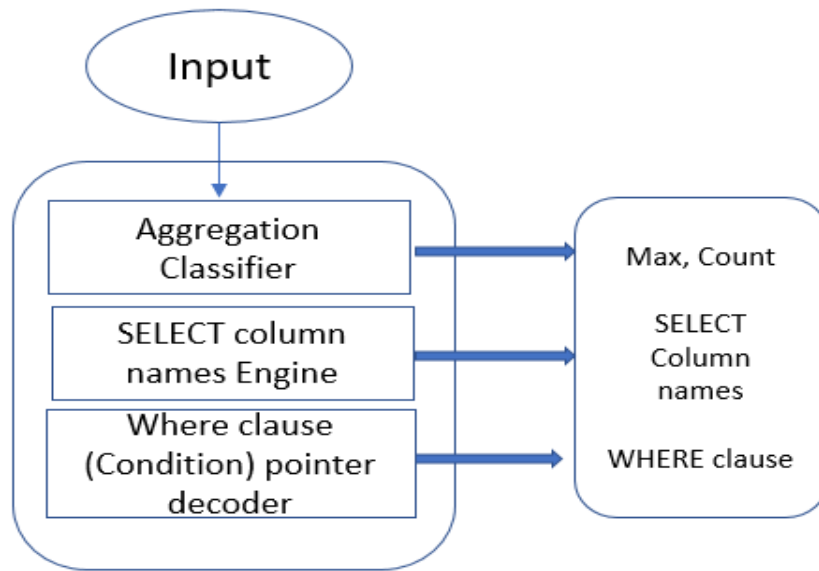 Input
Aggregation
Classifier
SELECT column
names Engine
Where clause
(Condition) pointer
decoder
Max, Count
SELECT
Column
names
WHERE clause